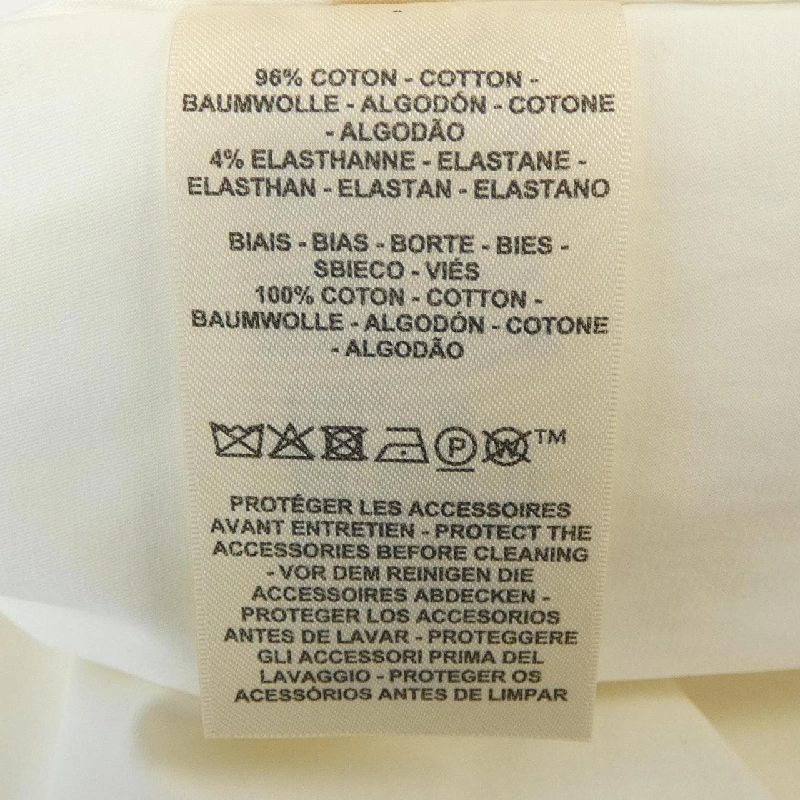 96% COTON - COTTON -
BAUMWOLLE - ALGODÓN - COTONE
- ALGODÃO
4% ELASTHANNE - ELASTANE -
ELASTHAN - ELASTAN - ELASTANO
BIAIS - BIAS - BORTE - BIES -
SBIECO - VIÉS
100% COTON - COTTON -
BAUMWOLLE - ALGODÓN - COTONE
- ALGODÃO
P W ™
PROTÉGER LES ACCESSOIRES
AVANT ENTRETIEN - PROTECT THE
ACCESSORIES BEFORE CLEANING
- VOR DEM REINIGEN DIE
ACCESSOIRES ABDECKEN -
PROTEGER LOS ACCESORIOS
ANTES DE LAVAR - PROTEGGERE
GLI ACCESSORI PRIMA DEL
LAVAGGIO - PROTEGER OS
ACESSÓRIOS ANTES DE LIMPAR